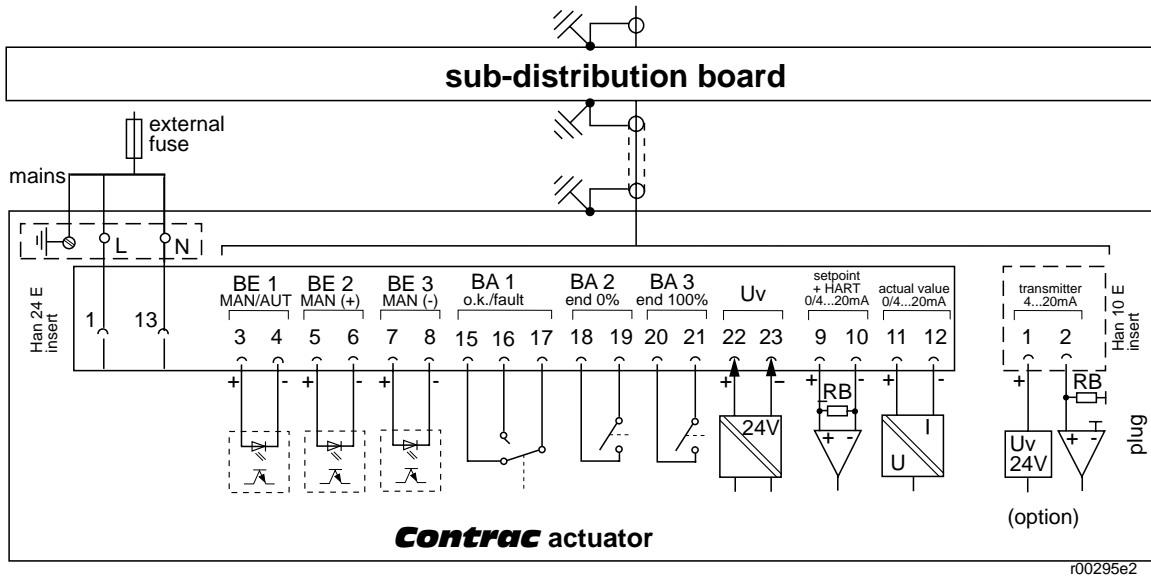 sub-distribution board
external
fuse
mains
L
N
Han 24 E
insert
1
13
BE 1
MAN/AUT
BE 2
MAN (+)
BE 3
MAN (-)
BA 1
o.k./fault
BA 2
end 0%
BA 3
end 100%
Uv
setpoint
+ HART
0/4...20mA
actual value
0/4...20mA
transmitter
4...20mA
Han 10 E
insert
3 4 5 6 7 8 15 16 17 18 19 20 21 22 23 9 10 11 12 1 2
+ - + - + - + - + - + - +
RB
RB
24V
+ -
I
U
Uv
24V
+ -
plug
(option)
Contrac actuator
r00295e2